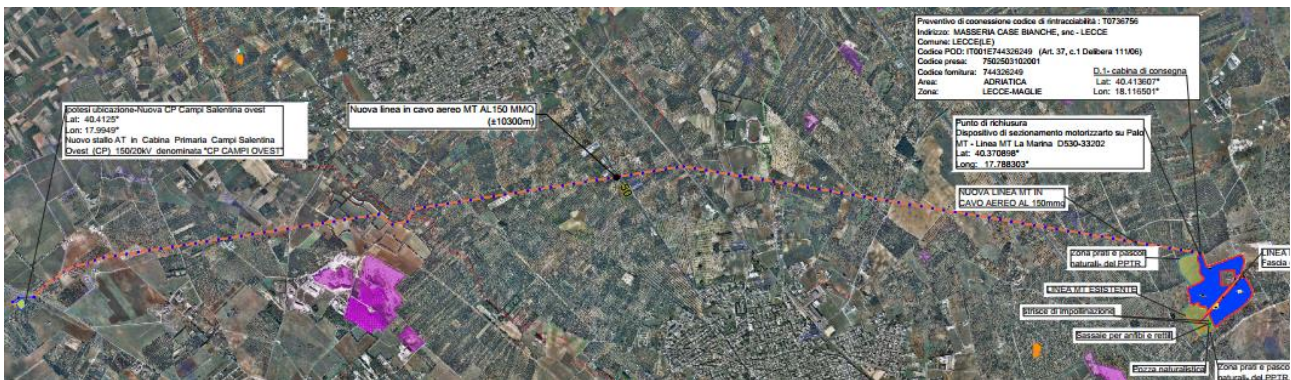 Preventivo di coonessione codice di rintracciabilità : T0736756
Indirizzo: MASSERIA CASE BIANCHE, snc - LECCE
Comune: LECCE(LE)
Codice POD: IT001E744326249 (Art. 37, c.1 Delibera 111/06)
Codice presa: 7502503102001
Codice fornitura: 744326249
Area: ADRIATICA
Zona: LECCE-MAGLIE
D.1- cabina di consegna
Lat: 40.413607°
Lon: 18.116501°
Ipotesi ubicazione-Nuova CP Campi Salentina ovest
Lat: 40.4125°
Lon: 17.9949°
Nuovo stallo AT in Cabina Primaria Campi Salentina
Ovest (CP) 150/20kV denominata "CP CAMPI OVEST"
Nuova linea in cavo aereo MT AL150 MMQ
(±10300m)
Punto di richiusura
Dispositivo di sezionamento motorizzarto su Palo
MT - Linea MT La Marina D530-33202
Lat: 40.370898°
Long: 17.788303°
50
NUOVA LINEA MT IN
CAVO AEREO AL 150mmq
Zona prati e pascoli
naturali- del PPTR
LINEA
Fascia
LINEA MT ESISTENTE
strisce di impollinazione
Sassaie per anfibi e rettili
Pozza naturalistica
Zona prati e pascoli
naturali- del PPTR